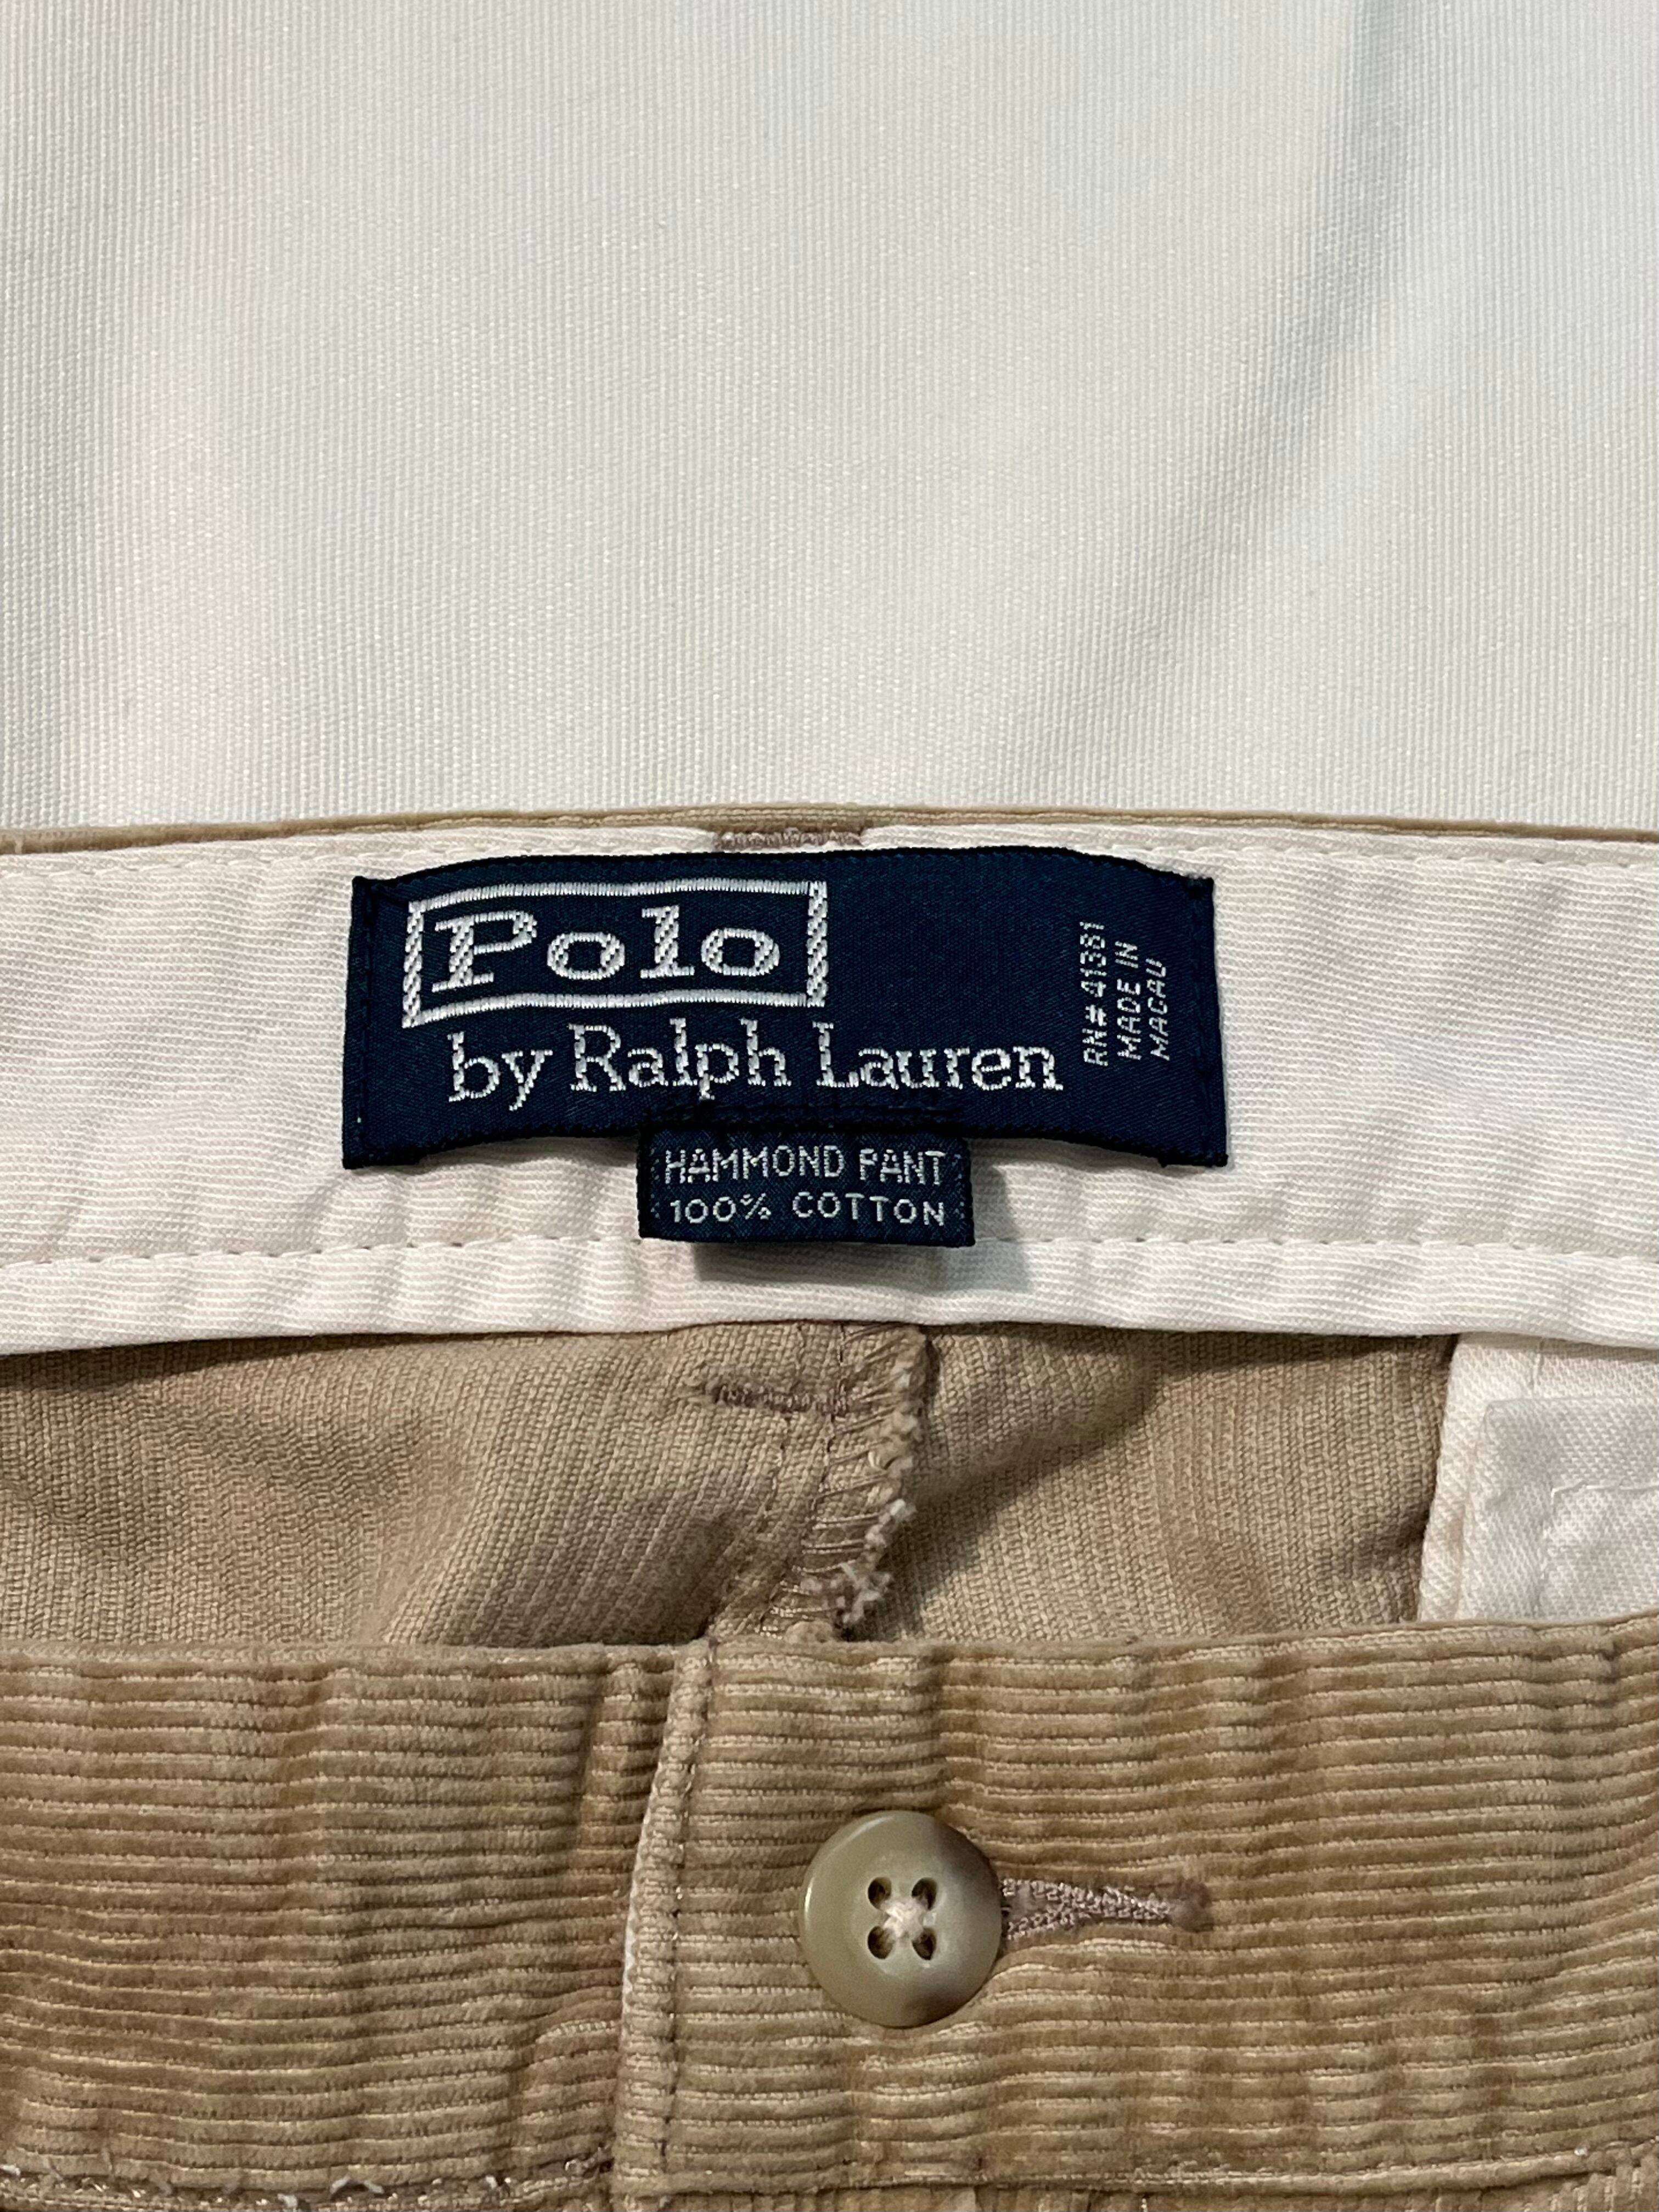 Polo
by Ralph Lauren
RN# 41381
MADE IN
MACAU
HAMMOND PANT
100% COTTON